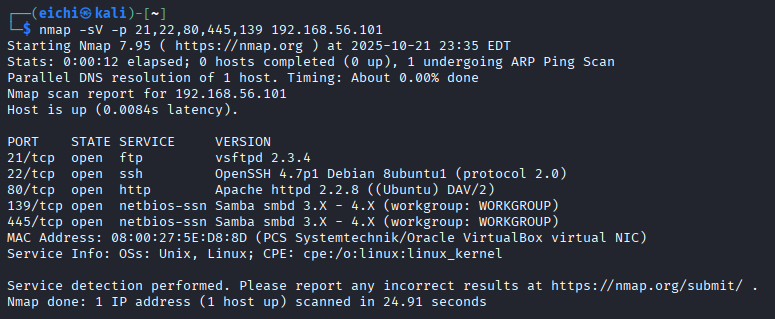 ┌──(eichi㉿kali)-[~]
└─$ nmap -sV -p 21,22,80,445,139 192.168.56.101
Starting Nmap 7.95 ( https://nmap.org ) at 2025-10-21 23:35 EDT
Stats: 0:00:12 elapsed; 0 hosts completed (0 up), 1 undergoing ARP Ping Scan
Parallel DNS resolution of 1 host. Timing: About 0.00% done
Nmap scan report for 192.168.56.101
Host is up (0.0084s latency).

PORT    STATE SERVICE     VERSION
21/tcp  open  ftp         vsftpd 2.3.4
22/tcp  open  ssh         OpenSSH 4.7p1 Debian 8ubuntu1 (protocol 2.0)
80/tcp  open  http        Apache httpd 2.2.8 ((Ubuntu) DAV/2)
139/tcp open  netbios-ssn Samba smbd 3.X - 4.X (workgroup: WORKGROUP)
445/tcp open  netbios-ssn Samba smbd 3.X - 4.X (workgroup: WORKGROUP)
MAC Address: 08:00:27:5E:D8:8D (PCS Systemtechnik/Oracle VirtualBox virtual NIC)
Service Info: OSs: Unix, Linux; CPE: cpe:/o:linux:linux_kernel

Service detection performed. Please report any incorrect results at https://nmap.org/submit/ .
Nmap done: 1 IP address (1 host up) scanned in 24.91 seconds